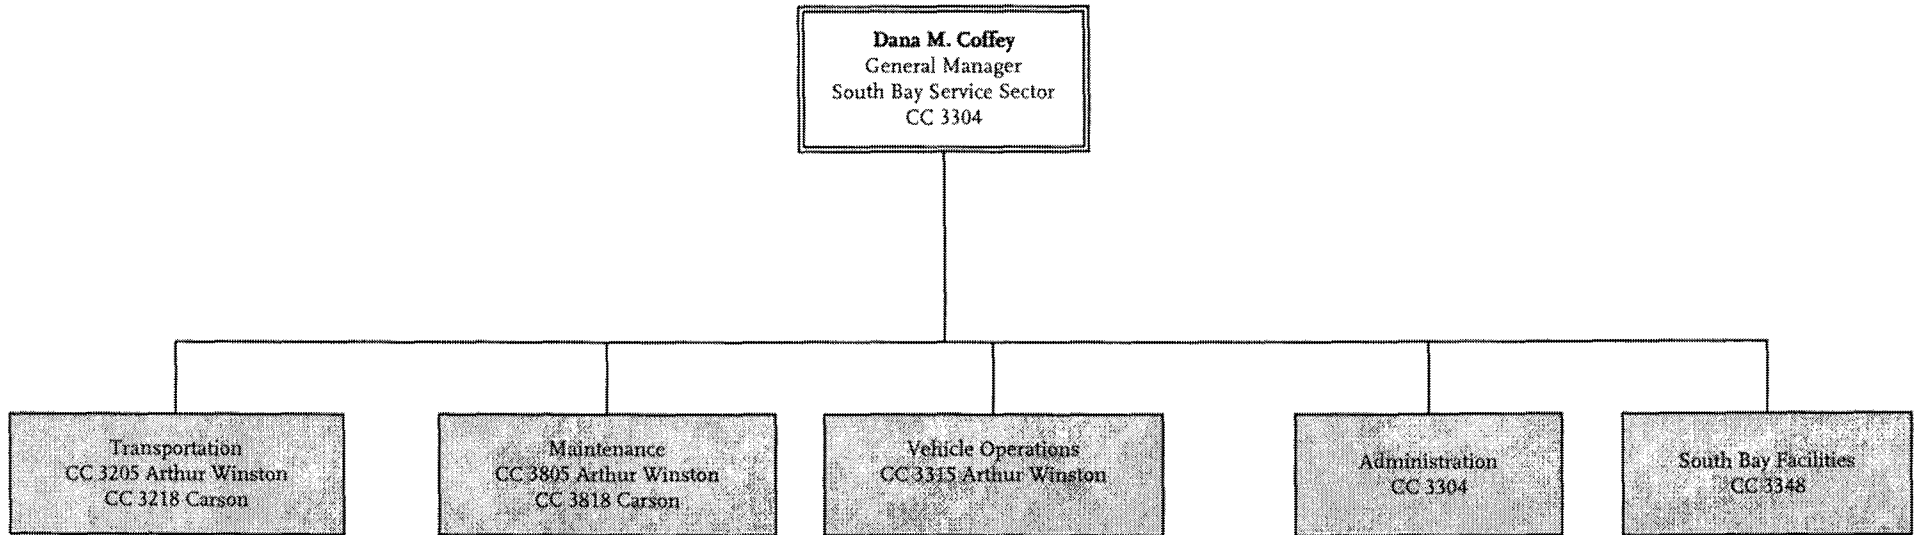 Dana M. Coffey
General Manager
South Bay Service Sector
CC 3304
Transportation
CC 3205 Arthur Winston
CC 3218 Carson
Maintenance
CC 3805 Arthur Winston
CC 3818 Carson
Vehicle Operations
CC 3315 Arthur Winston
Administration
CC 3304
South Bay Facilities
CC 3348